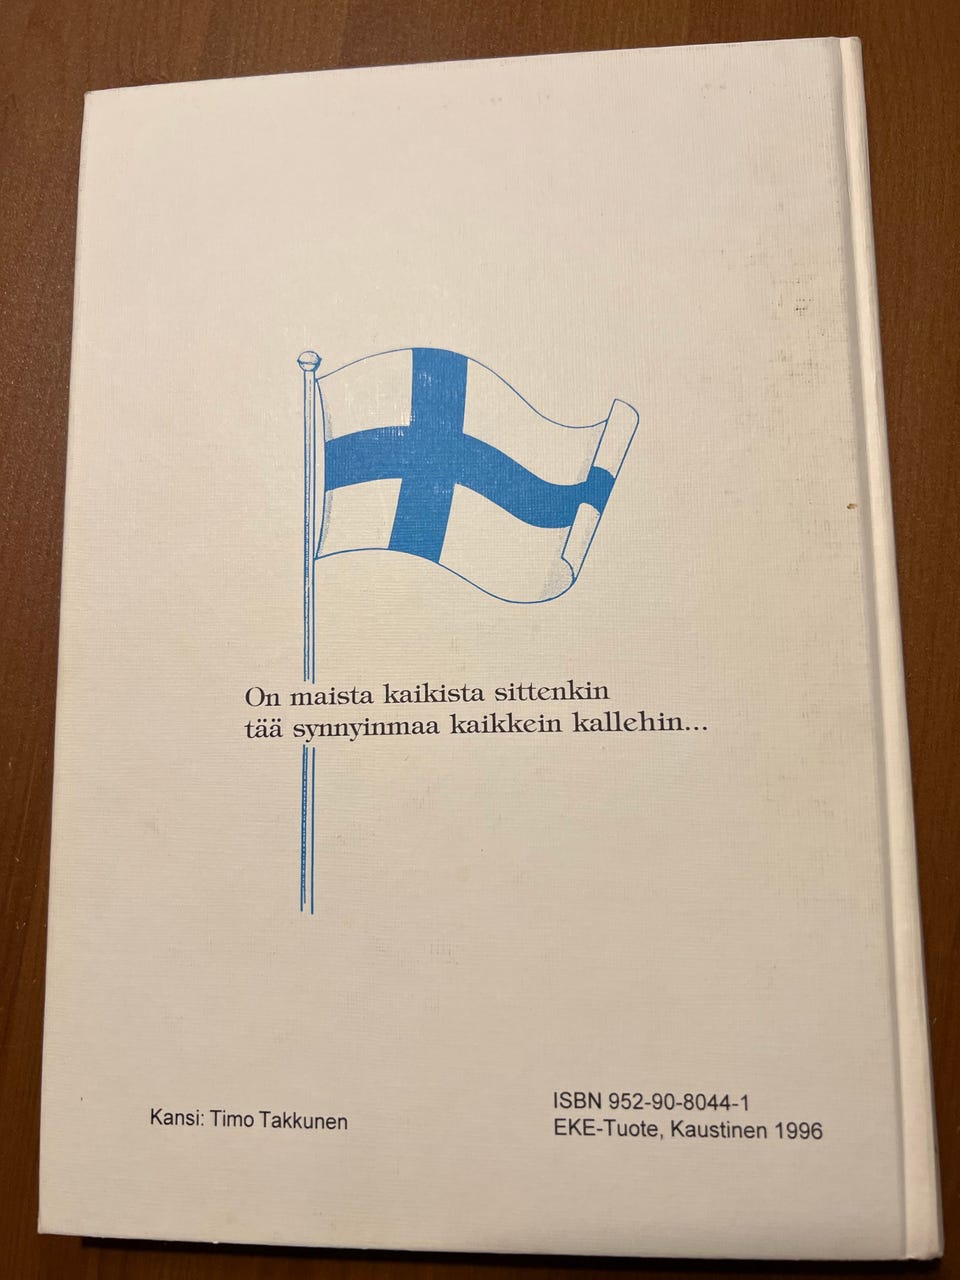 On maista kaikista sittenkin
tää synnyinmaa kaikkein kallehin...
Kansi: Timo Takkunen
ISBN 952-90-8044-1
EKE-Tuote, Kaustinen 1996